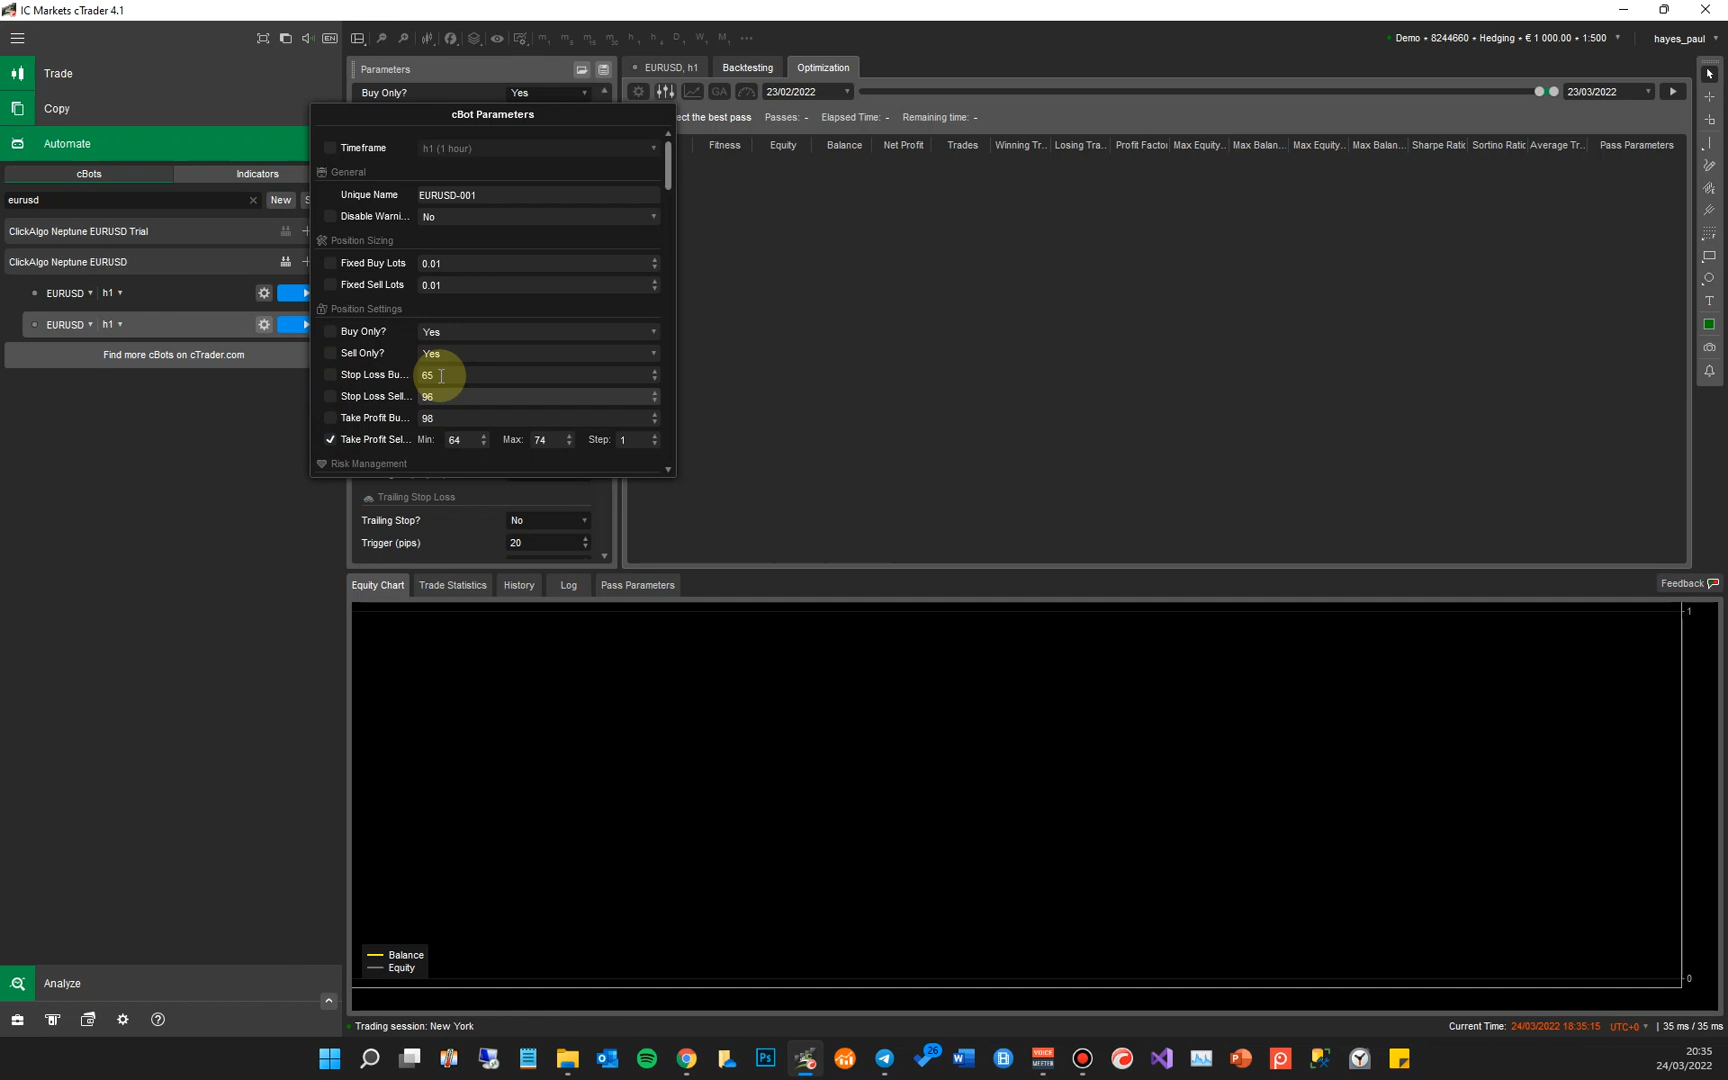 IC Markets cTrader 4.1
EN
Demo • 8244660 • Hedging • € 1 000.00 • 1:500
hayes_paul
Trade
Copy
Automate
cBots
Indicators
eurusd
New
ClickAlgo Neptune EURUSD Trial
ClickAlgo Neptune EURUSD
EURUSD h1
EURUSD h1
Find more cBots on cTrader.com
Parameters
Buy Only? Yes
EURUSD, h1
Backtesting
Optimization
GA
23/02/2022
23/03/2022
ect the best pass
Passes: -
Elapsed Time: -
Remaining time: -
Fitness
Equity
Balance
Net Profit
Trades
Winning Tr...
Losing Tra...
Profit Factor
Max Equity...
Max Balan...
Max Equity...
Max Balan...
Sharpe Ratio
Sortino Ratio
Average Tr...
Pass Parameters
cBot Parameters
Timeframe h1 (1 hour)
General
Unique Name EURUSD-001
Disable Warni... No
Position Sizing
Fixed Buy Lots 0.01
Fixed Sell Lots 0.01
Position Settings
Buy Only? Yes
Sell Only? Yes
Stop Loss Bu... 65
Stop Loss Sell... 96
Take Profit Bu... 98
Take Profit Sel... Min: 64 Max: 74 Step: 1
Risk Management
Trailing Stop Loss
Trailing Stop? No
Trigger (pips) 20
Equity Chart
Trade Statistics
History
Log
Pass Parameters
Feedback
1
0
Balance
Equity
Analyze
Trading session: New York
Current Time: 24/03/2022 18:35:15 UTC+0 | 35 ms / 35 ms
Ps
26
VOICE
MEETER
20:35
24/03/2022